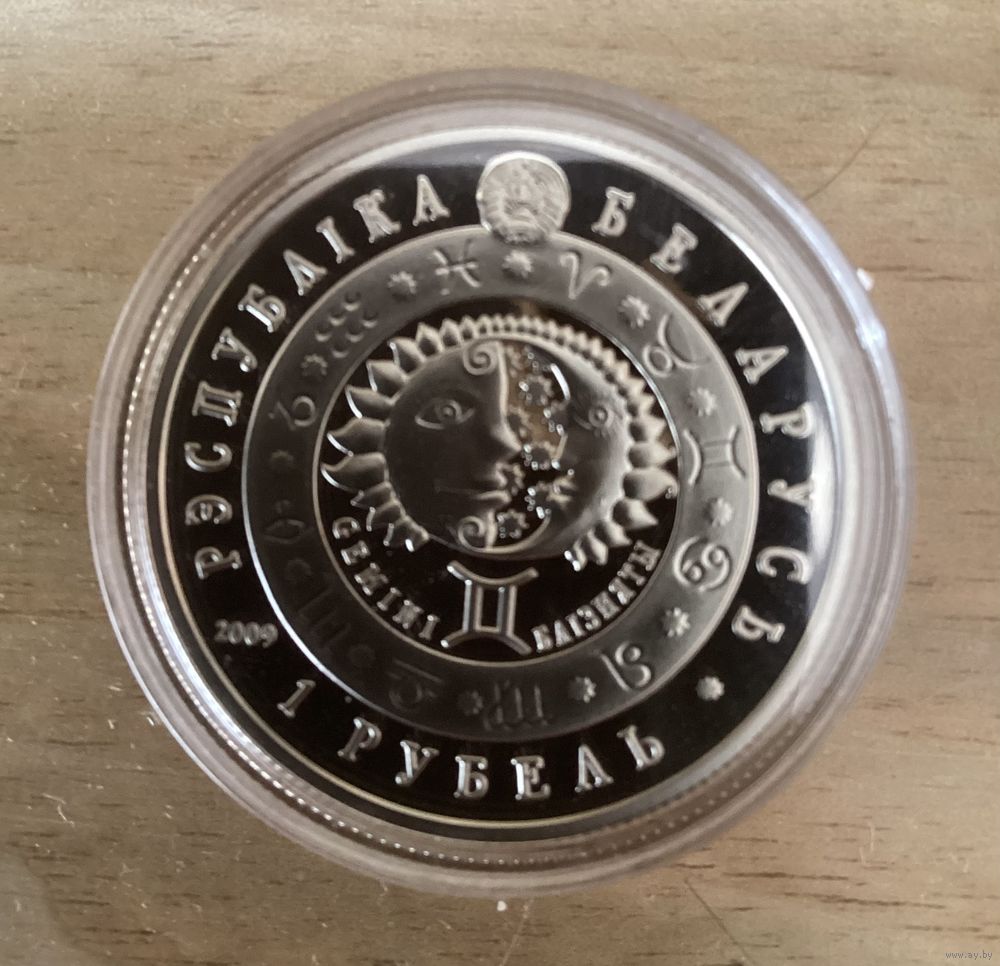 РЭСПУБЛІКА БЕЛАРУСЬ
2009
1 РУБЕЛЬ
GEMINI
БЛІЗНЯТЫ
www.ay.by